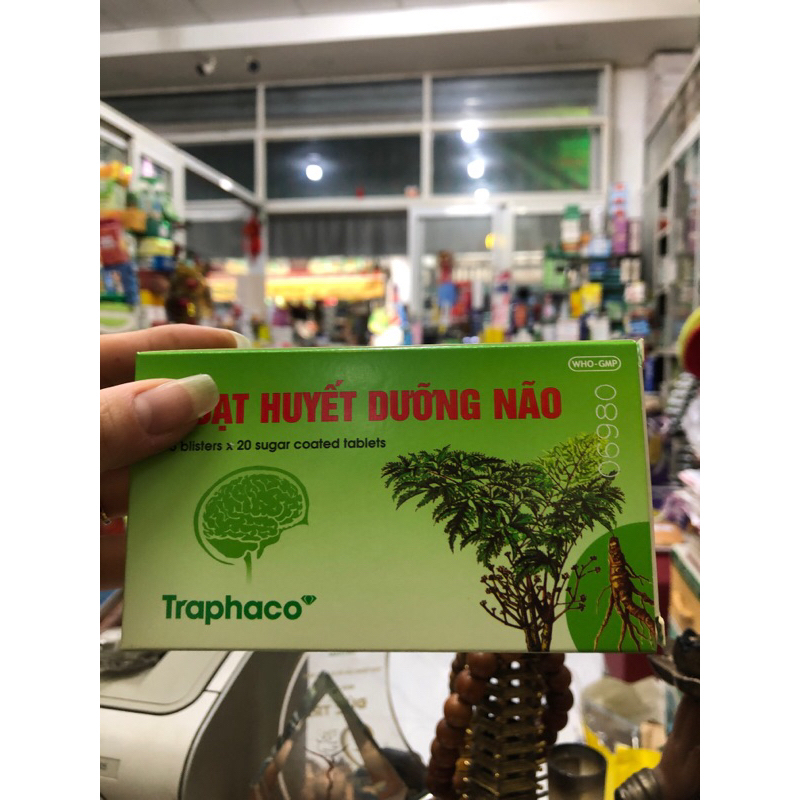 WHO-GMP
ẠT HUYẾT DƯỠNG NÃO
blisters x 20 sugar coated tablets
06980
Traphaco